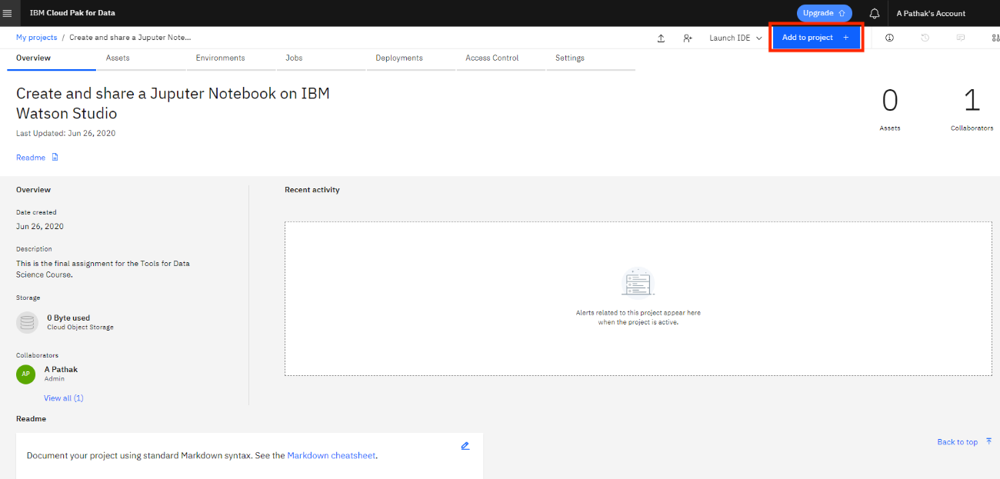 IBM Cloud Pak for Data
Upgrade
A Pathak's Account
My projects / Create and share a Juputer Note...
Launch IDE
Add to project +
Overview
Assets
Environments
Jobs
Deployments
Access Control
Settings
Create and share a Juputer Notebook on IBM
Watson Studio
Last Updated: Jun 26, 2020
Readme
0
Assets
1
Collaborators
Overview
Date created
Jun 26, 2020
Description
This is the final assignment for the Tools for Data
Science Course.
Storage
0 Byte used
Cloud Object Storage
Collaborators
AP
A Pathak
Admin
View all (1)
Recent activity
Alerts related to this project appear here
when the project is active.
Readme
Document your project using standard Markdown syntax. See the Markdown cheatsheet.
Back to top